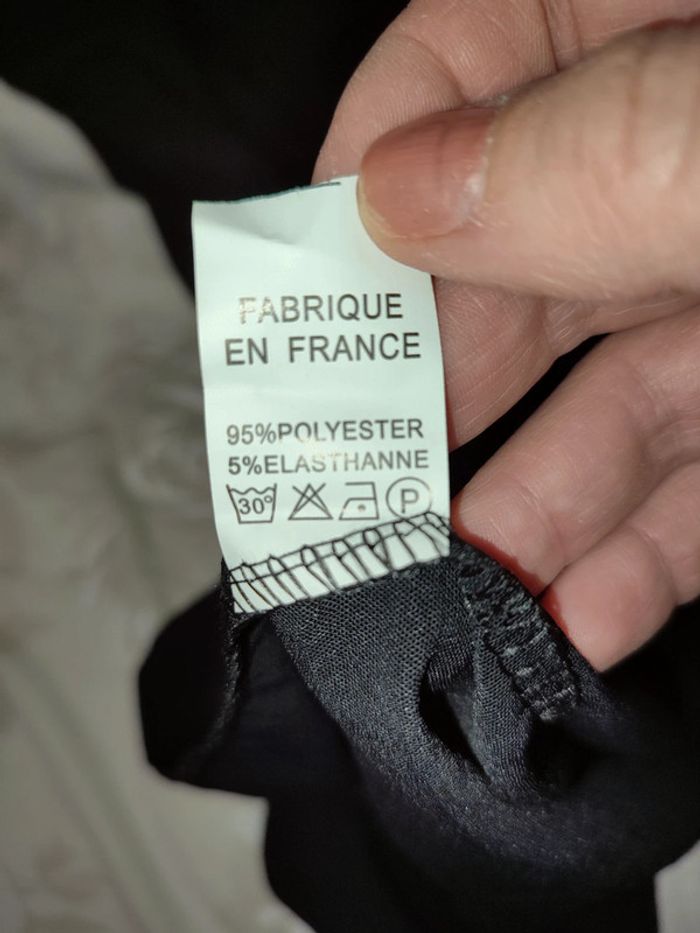 FABRIQUE
EN FRANCE
95%POLYESTER
5%ELASTHANNE
30° P